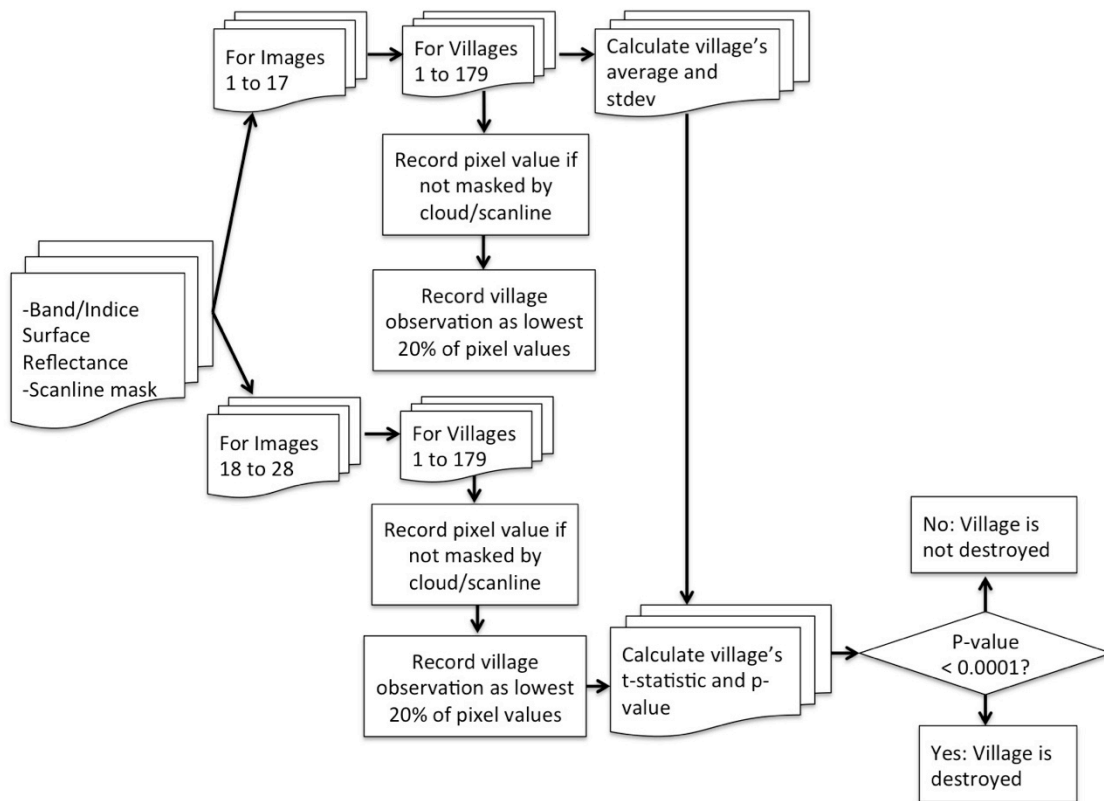 For Images
1 to 17
For Villages
1 to 179
Calculate village's
average and
stdev
Record pixel value if
not masked by
cloud/scanline
Record village
observation as lowest
20% of pixel values
-Band/Indice
Surface
Reflectance
-Scanline mask
For Images
18 to 28
For Villages
1 to 179
Record pixel value if
not masked by
cloud/scanline
Record village
observation as lowest
20% of pixel values
Calculate village's
t-statistic and p-
value
P-value
< 0.0001?
No: Village is
not destroyed
Yes: Village is
destroyed